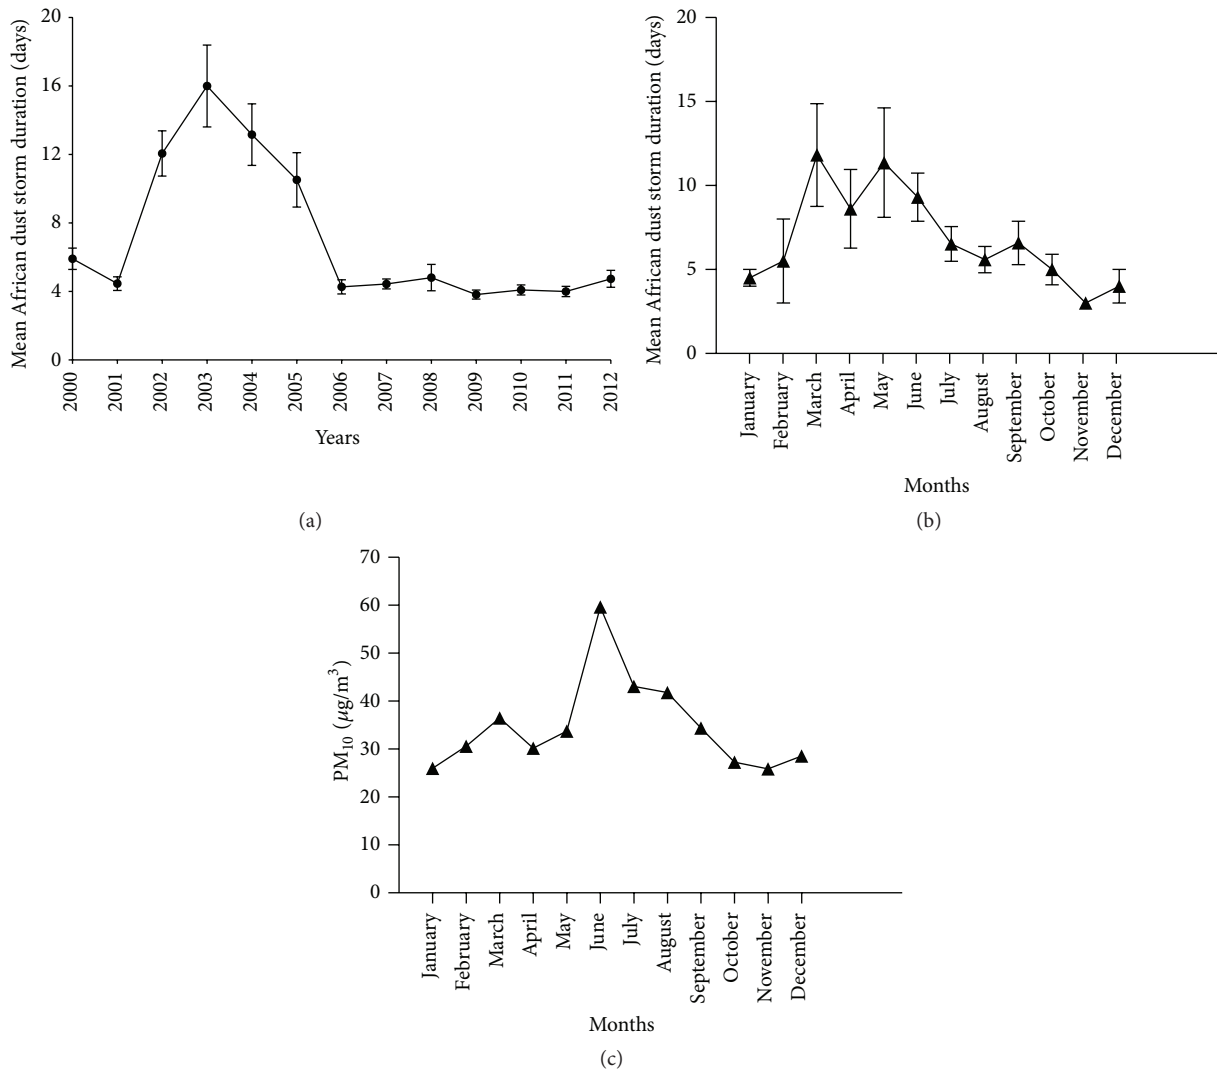 Mean African dust storm duration (days)
20
16
12
8
4
0
2000 2001 2002 2003 2004 2005 2006 2007 2008 2009 2010 2011 2012
Years
(a)
Mean African dust storm duration (days)
20
15
10
5
0
January February March April May June July August September October November December
Months
(b)
PM10 (μg/m3)
70
60
50
40
30
20
10
0
January February March April May June July August September October November December
Months
(c)